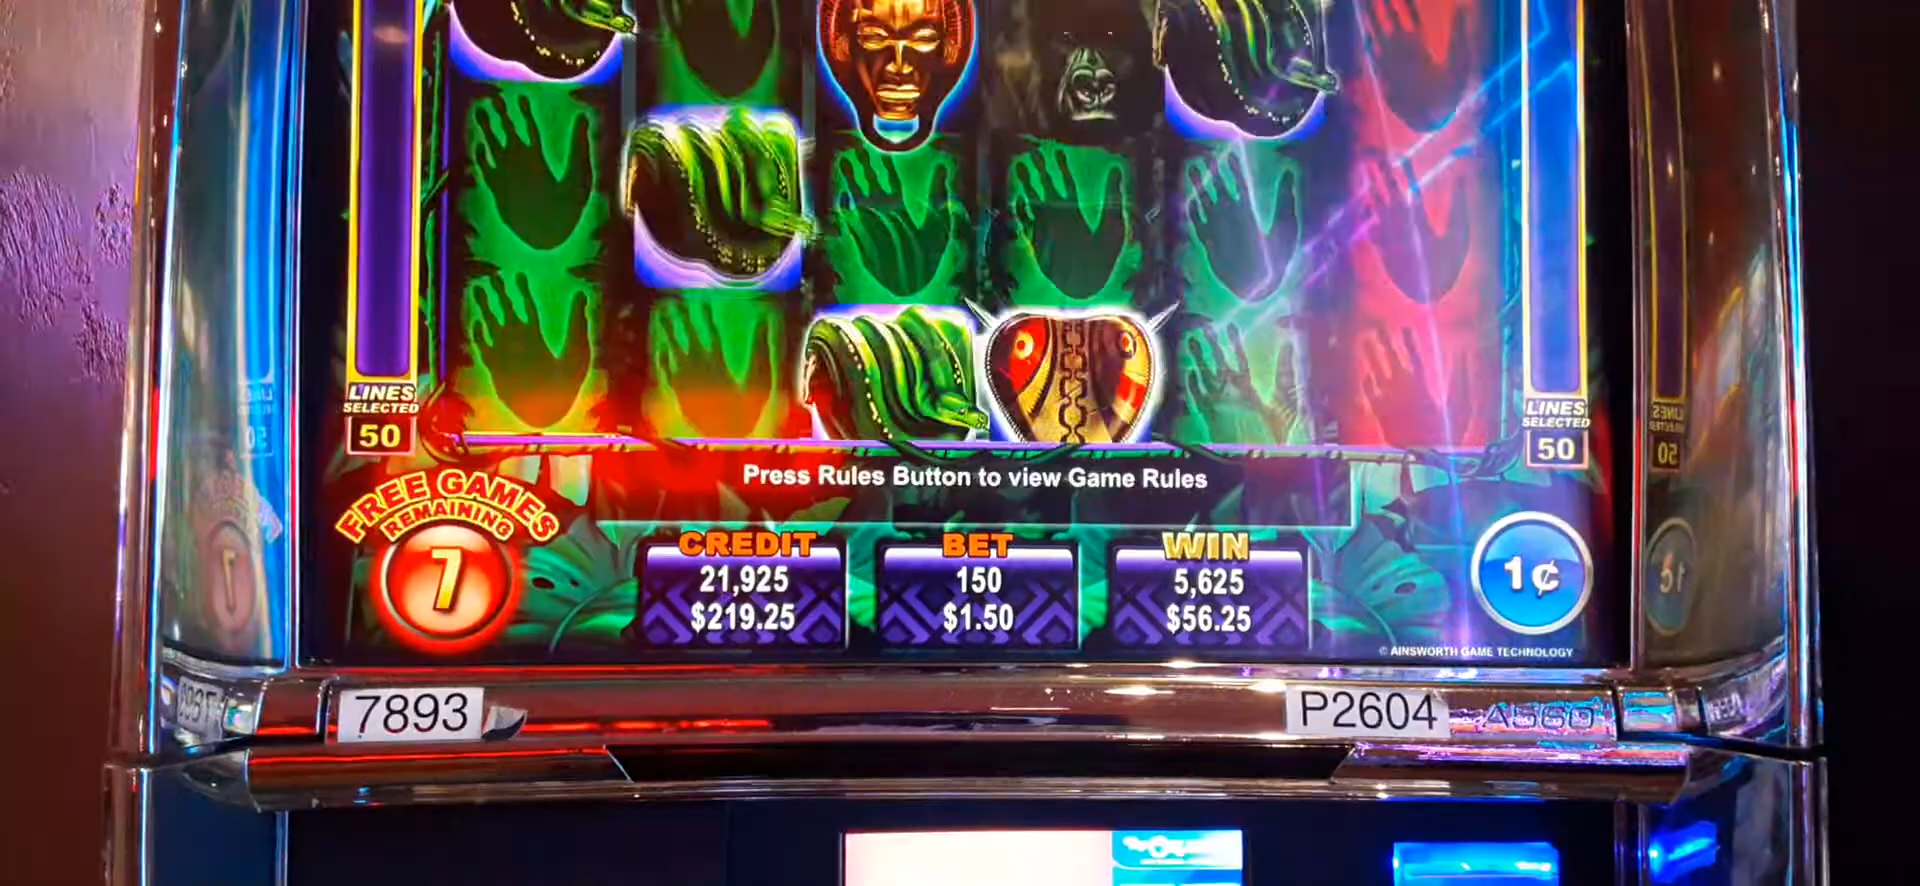 LINES
SELECTED
50
LINES
SELECTED
50
Press Rules Button to view Game Rules
FREE GAMES
REMAINING
7
CREDIT
21,925
$219.25
BET
150
$1.50
WIN
5,625
$56.25
1¢
© AINSWORTH GAME TECHNOLOGY
7893
P2604
A560